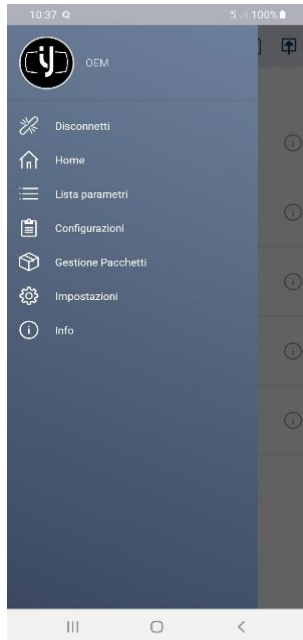 10:37 Q 100%
OEM
Disconnetti
Home
Lista parametri
Configurazioni
Gestione Pacchetti
Impostazioni
Info